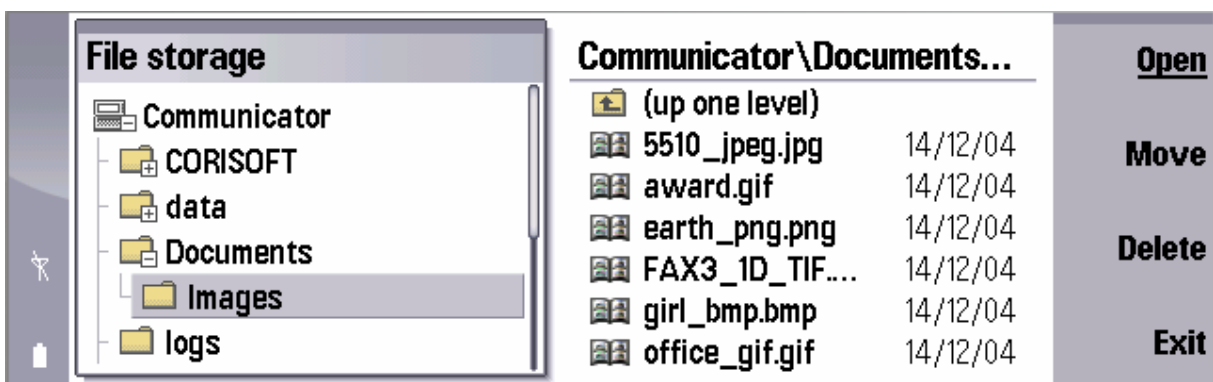 File storage
Communicator
CORISOFT
data
Documents
Images
logs
Communicator\Documents...
(up one level)
5510_jpeg.jpg 14/12/04
award.gif 14/12/04
earth_png.png 14/12/04
FAX3_1D_TIF.... 14/12/04
girl_bmp.bmp 14/12/04
office_gif.gif 14/12/04
Open
Move
Delete
Exit